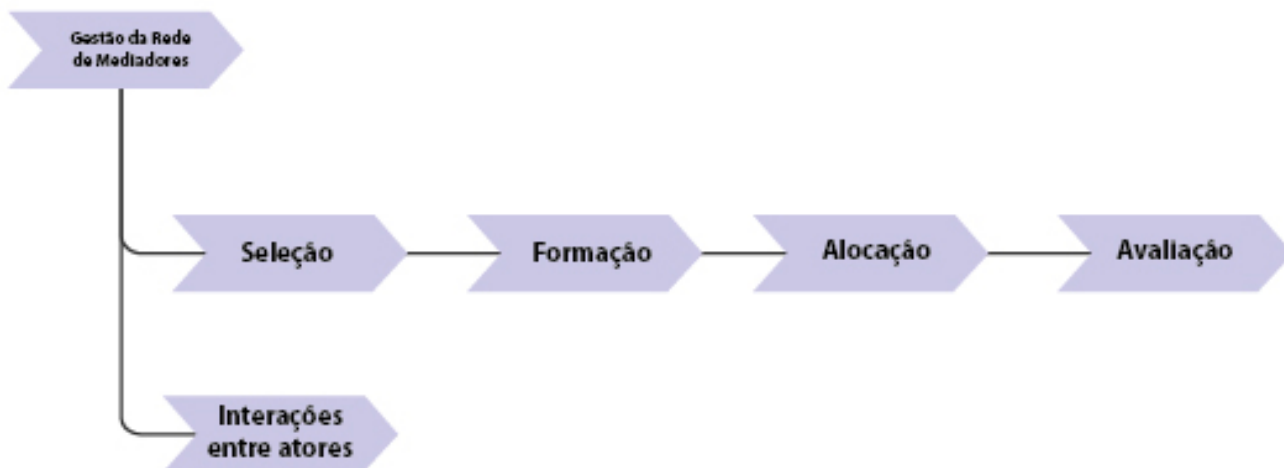 Gestão da Rede
de Mediadores
Seleção
Formação
Alocação
Avaliação
Interações
entre atores